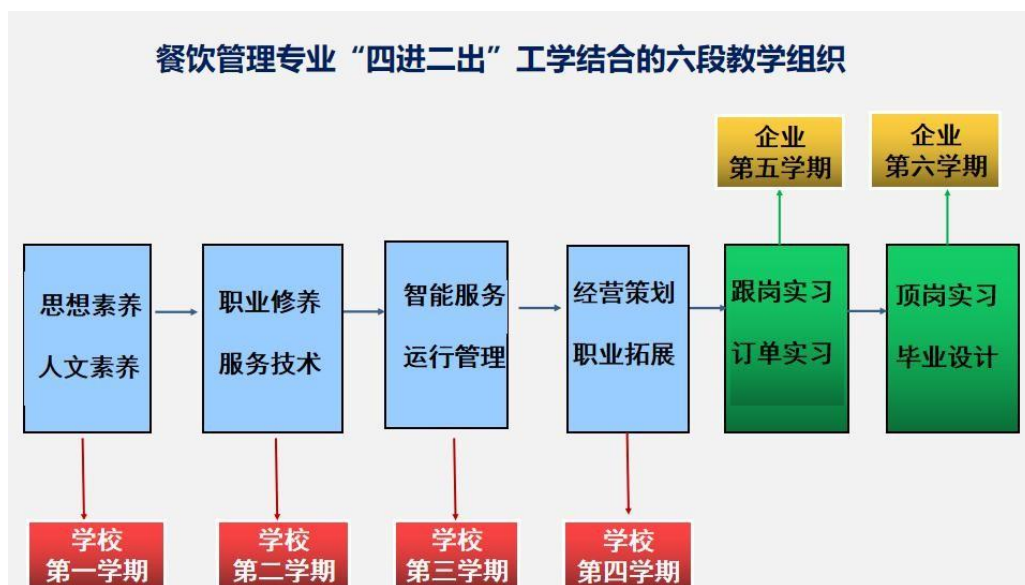 餐饮管理专业“四进二出”工学结合的六段教学组织
企业
第五学期
企业
第六学期
思想素养
人文素养
职业修养
服务技术
智能服务
运行管理
经营策划
职业拓展
跟岗实习
订单实习
顶岗实习
毕业设计
学校
第一学期
学校
第二学期
学校
第三学期
学校
第四学期